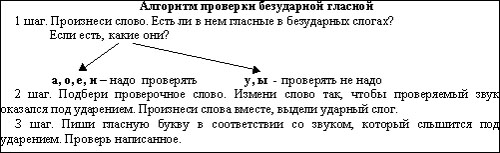 Алгоритм проверки безударной гласной
1 шаг. Произнеси слово. Есть ли в нем гласные в безударных слогах?
Если есть, какие они?
а, о, е, и – надо проверять у, ы - проверять не надо
2 шаг. Подбери проверочное слово. Измени слово так, чтобы проверяемый звук
оказался под ударением. Произнеси слова вместе, выдели ударный слог.
3 шаг. Пиши гласную букву в соответствии со звуком, который слышится под
ударением. Проверь написанное.